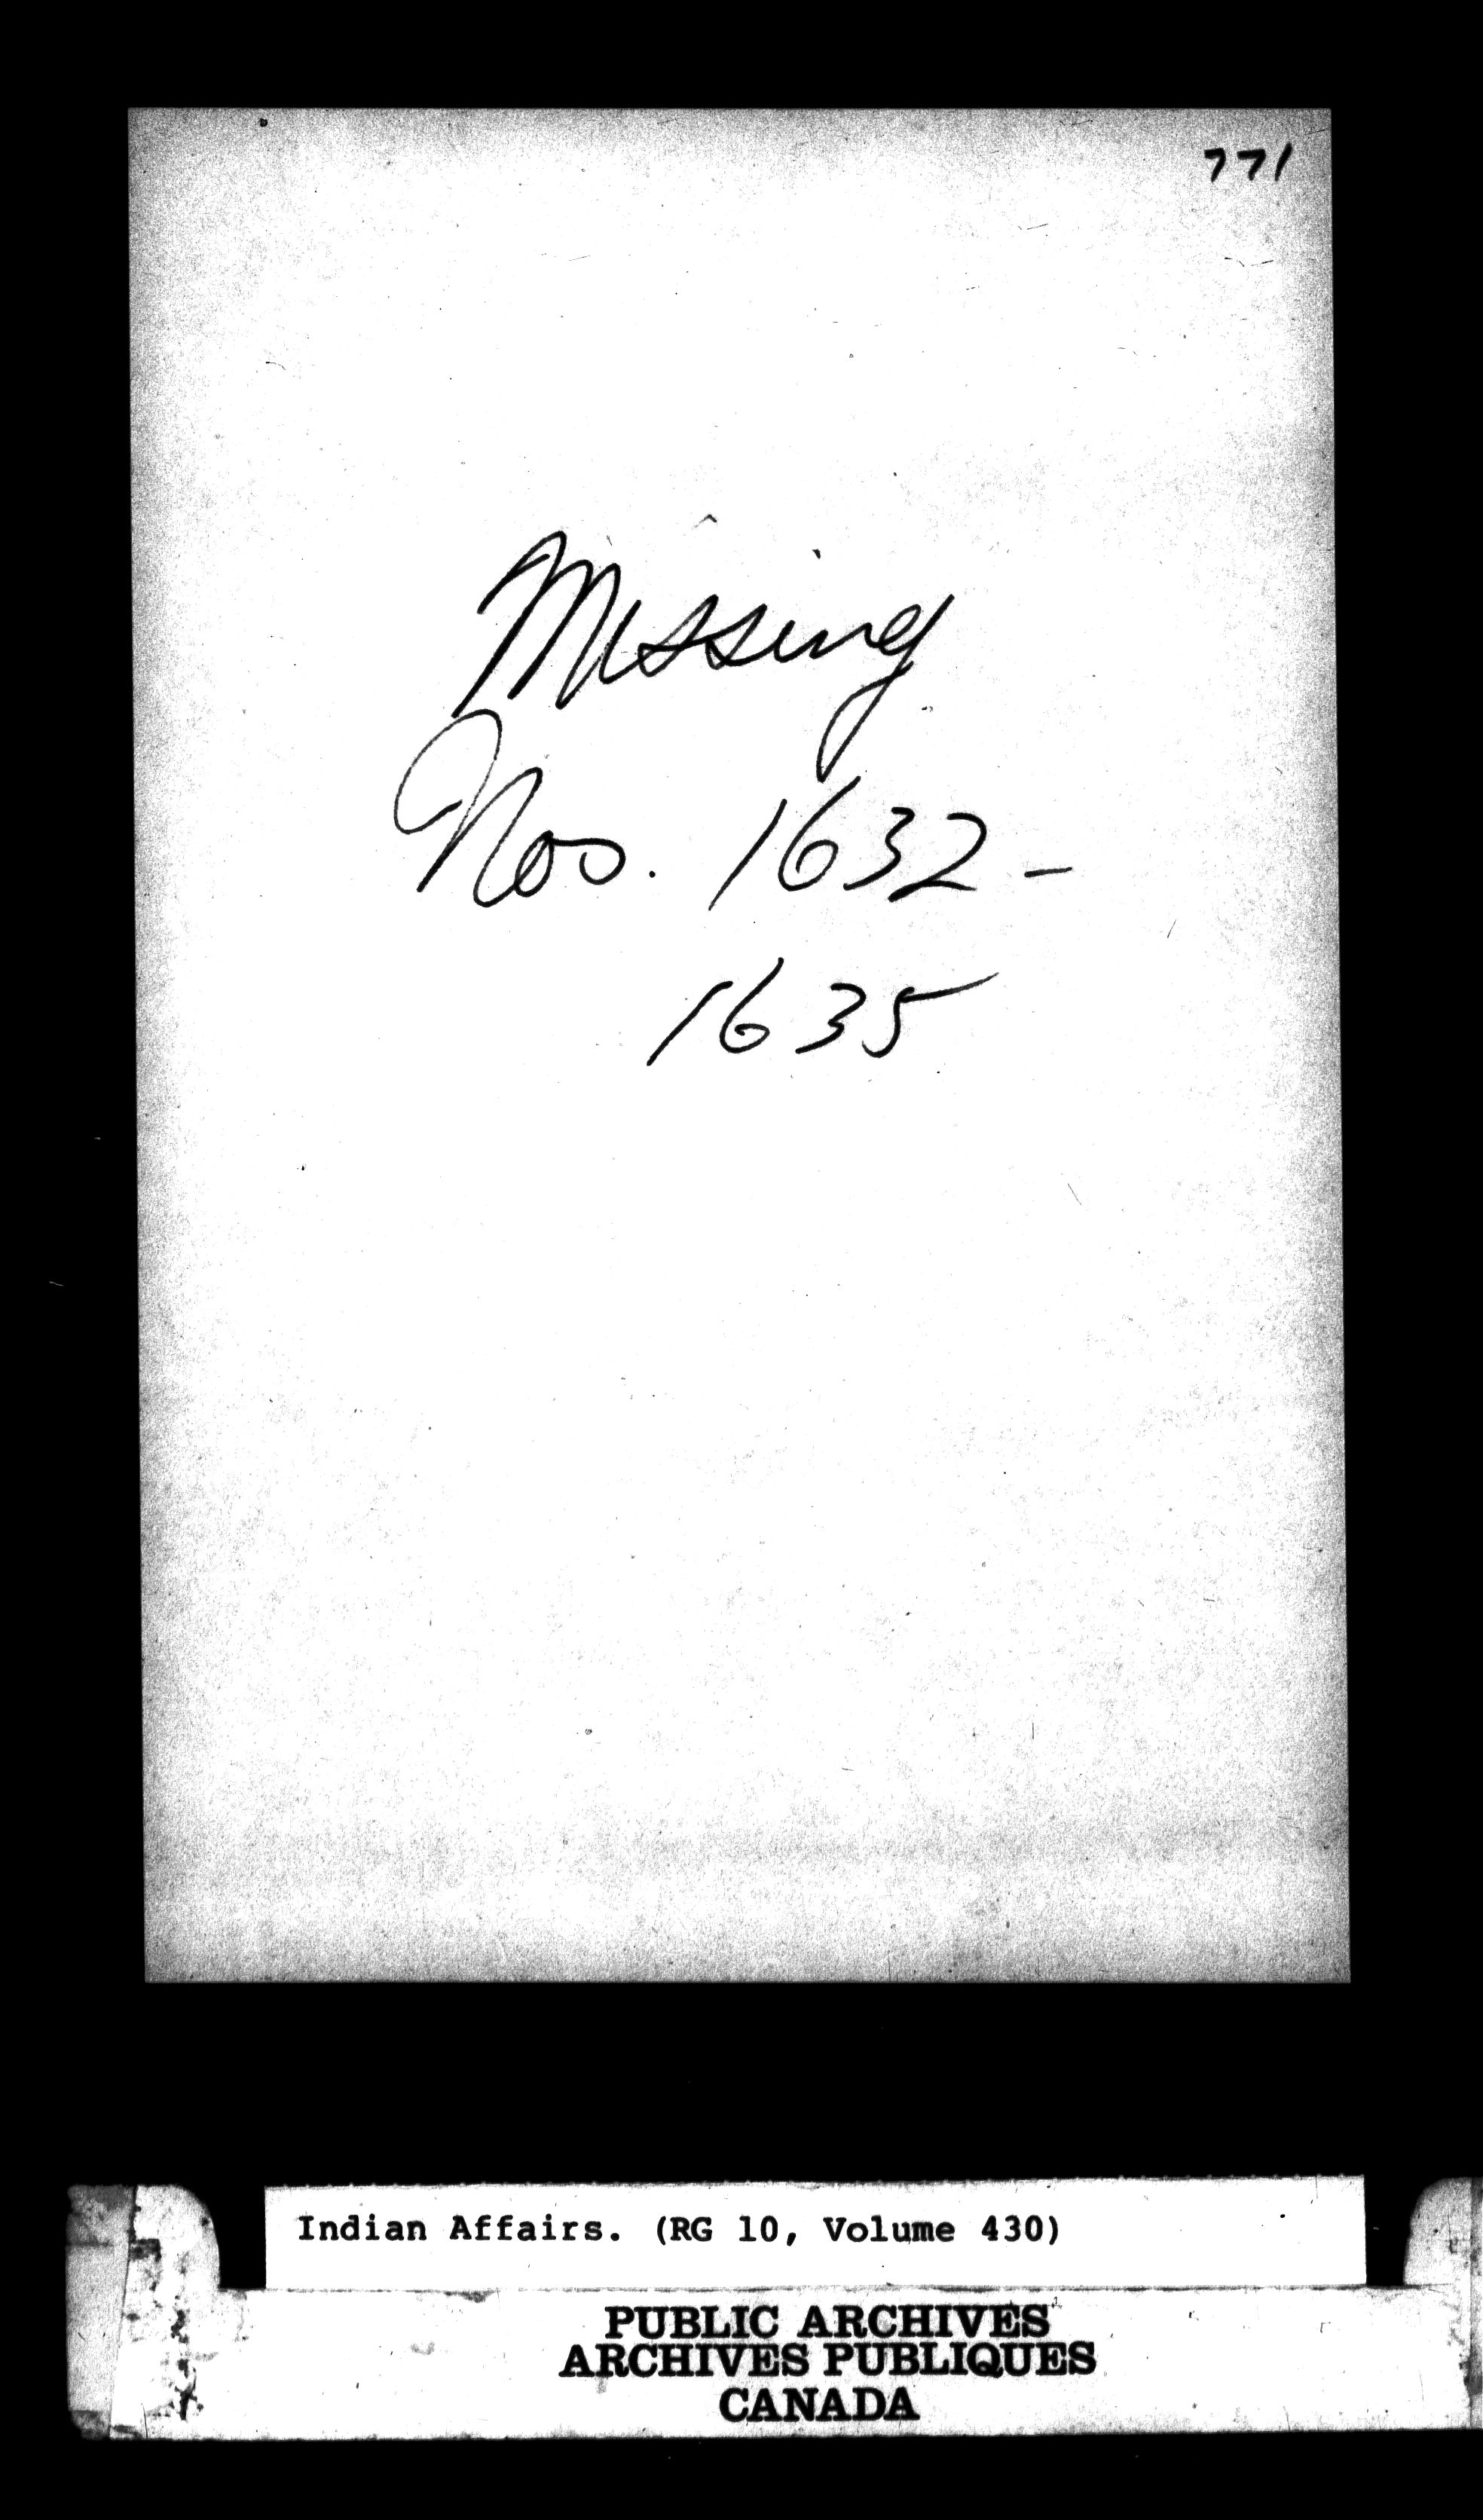 771
Missing
Nos. 1632-
1635
Indian Affairs. (RG 10, Volume 430)
PUBLIC ARCHIVES
ARCHIVES PUBLIQUES
CANADA